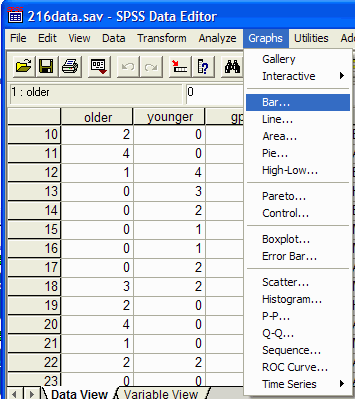 216data.sav - SPSS Data Editor
File Edit View Data Transform Analyze Graphs Utilities
1 : older 0
older younger
10 2 0
11 4 0
12 1 4
13 0 3
14 0 2
15 0 1
16 0 1
17 0 2
18 3 2
19 2 0
20 4 0
21 1 0
22 2 2
23 0 0
Data View Variable View
Gallery
Interactive
Bar...
Line...
Area...
Pie...
High-Low...
Pareto...
Control...
Boxplot...
Error Bar...
Scatter...
Histogram...
P-P...
Q-Q...
Sequence...
ROC Curve...
Time Series